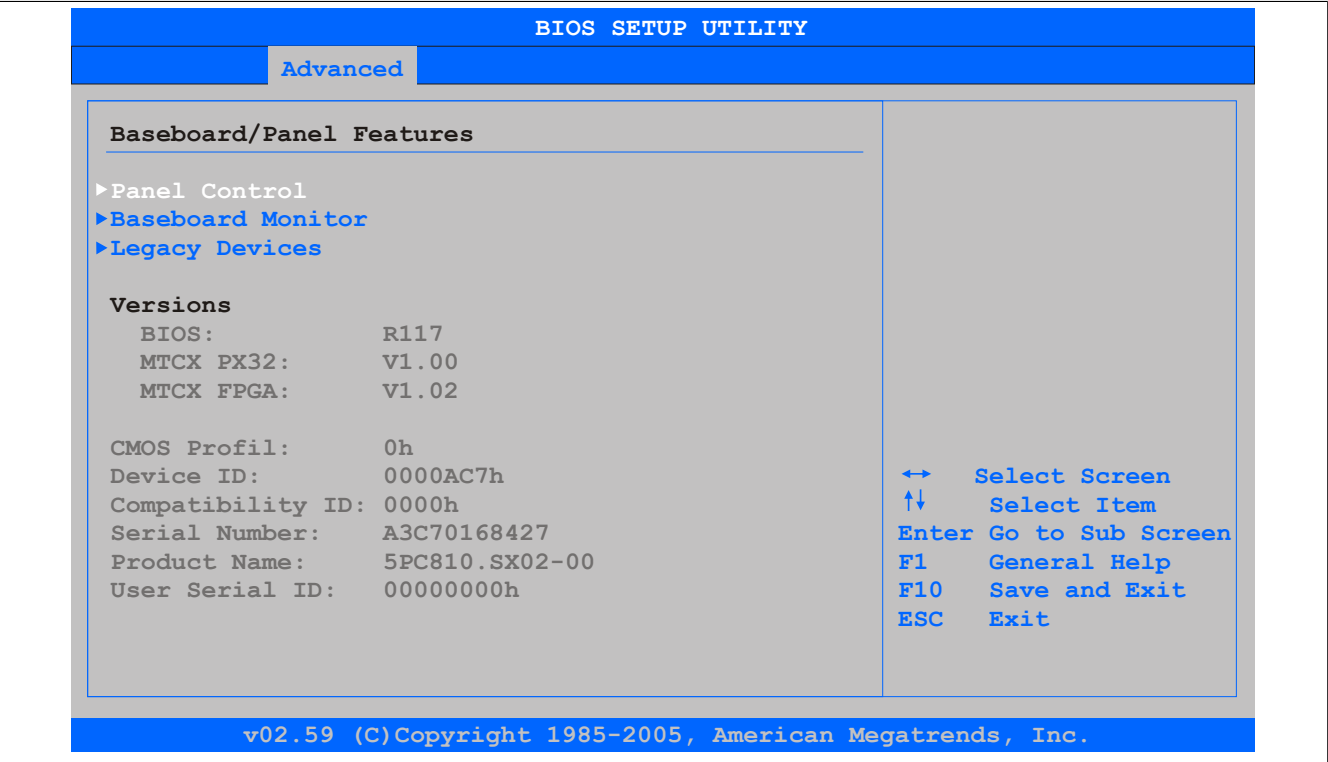 BIOS SETUP UTILITY
Advanced
Baseboard/Panel Features
▶Panel Control
▶Baseboard Monitor
▶Legacy Devices
Versions
BIOS: R117
MTCX PX32: V1.00
MTCX FPGA: V1.02
CMOS Profil: 0h
Device ID: 0000AC7h
Compatibility ID: 0000h
Serial Number: A3C70168427
Product Name: 5PC810.SX02-00
User Serial ID: 00000000h
↔ Select Screen
↑↓ Select Item
Enter Go to Sub Screen
F1 General Help
F10 Save and Exit
ESC Exit
v02.59 (C)Copyright 1985-2005, American Megatrends, Inc.